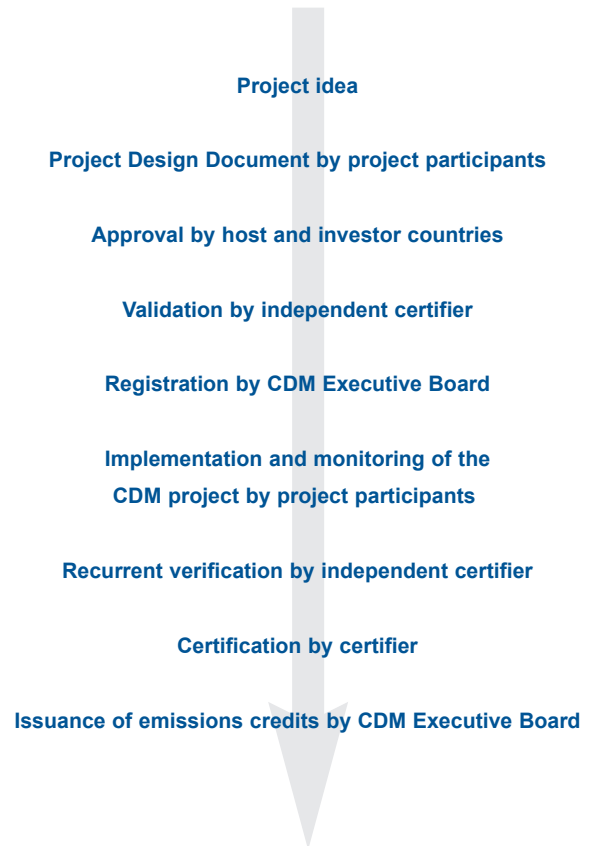 Project idea
Project Design Document by project participants
Approval by host and investor countries
Validation by independent certifier
Registration by CDM Executive Board
Implementation and monitoring of the
CDM project by project participants
Recurrent verification by independent certifier
Certification by certifier
Issuance of emissions credits by CDM Executive Board